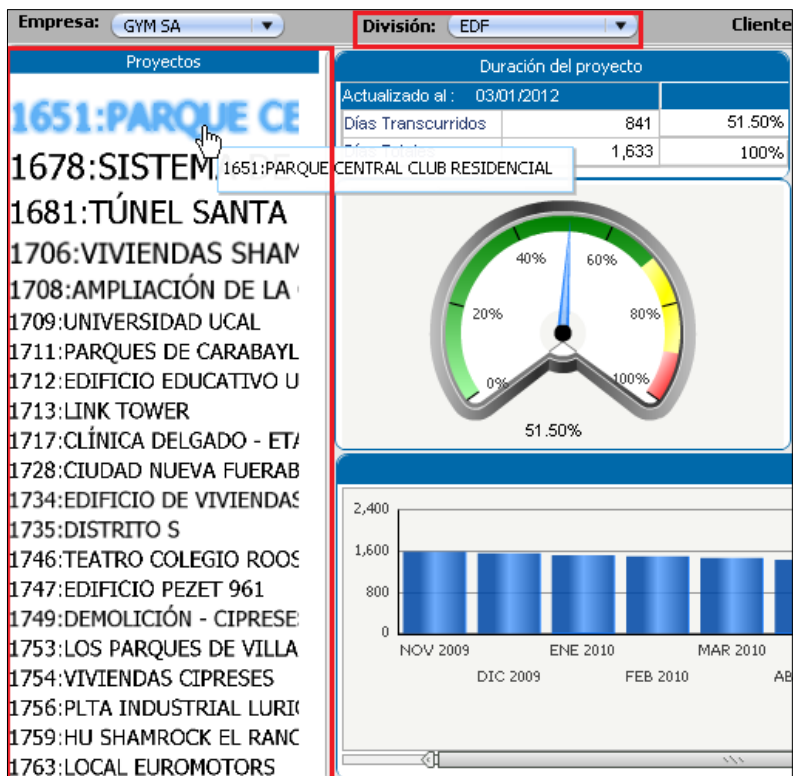 Empresa: GYM SA División: EDF Cliente
Proyectos
1651:PARQUE CE
1678:SISTEM
1651:PARQUE CENTRAL CLUB RESIDENCIAL
1681:TÚNEL SANTA
1706:VIVIENDAS SHAM
1708:AMPLIACIÓN DE LA
1709:UNIVERSIDAD UCAL
1711:PARQUES DE CARABAYL
1712:EDIFICIO EDUCATIVO U
1713:LINK TOWER
1717:CLÍNICA DELGADO - ETA
1728:CIUDAD NUEVA FUERAB
1734:EDIFICIO DE VIVIENDAS
1735:DISTRITO S
1746:TEATRO COLEGIO ROOS
1747:EDIFICIO PEZET 961
1749:DEMOLICIÓN - CIPRESE
1753:LOS PARQUES DE VILLA
1754:VIVIENDAS CIPRESES
1756:PLTA INDUSTRIAL LURI
1759:HU SHAMROCK EL RANC
1763:LOCAL EUROMOTORS
Duración del proyecto
Actualizado al : 03/01/2012
Días Transcurridos 841 51.50%
1,633 100%
40% 60%
20% 80%
0% 100%
51.50%
2,400
1,600
800
0
NOV 2009 ENE 2010 MAR 2010
DIC 2009 FEB 2010 AB